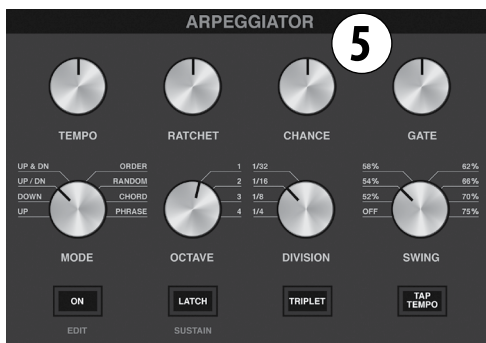 ARPEGGIATOR
5
TEMPO RATCHET CHANCE GATE
UP & DN ORDER 1 1/32 58% 62%
UP / DN RANDOM 2 1/16 54% 66%
DOWN CHORD 3 1/8 52% 70%
UP PHRASE 4 1/4 OFF 75%
MODE OCTAVE DIVISION SWING
ON LATCH TRIPLET TAP
TEMPO
EDIT SUSTAIN